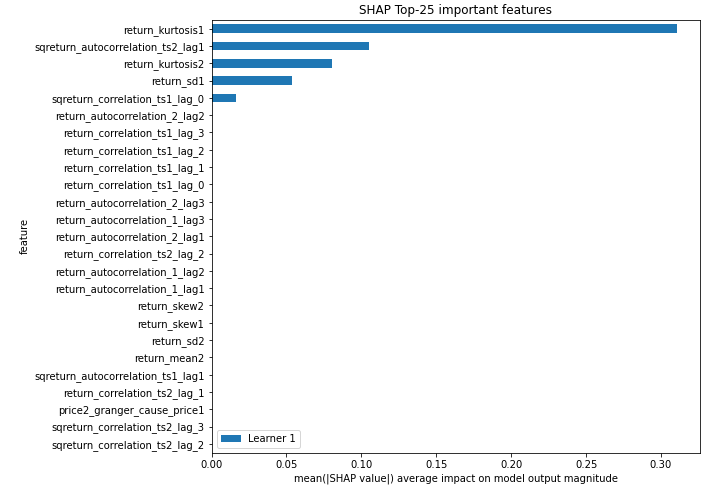 SHAP Top-25 important features
return_kurtosis1
sqreturn_autocorrelation_ts2_lag1
return_kurtosis2
return_sd1
sqreturn_correlation_ts1_lag_0
return_autocorrelation_2_lag2
return_correlation_ts1_lag_3
return_correlation_ts1_lag_2
return_correlation_ts1_lag_1
return_correlation_ts1_lag_0
return_autocorrelation_2_lag3
return_autocorrelation_1_lag3
return_autocorrelation_2_lag1
return_correlation_ts2_lag_2
return_autocorrelation_1_lag2
return_autocorrelation_1_lag1
return_skew2
return_skew1
return_sd2
return_mean2
sqreturn_autocorrelation_ts1_lag1
return_correlation_ts2_lag_1
price2_granger_cause_price1
sqreturn_correlation_ts2_lag_3
sqreturn_correlation_ts2_lag_2
feature
Learner 1
0.00 0.05 0.10 0.15 0.20 0.25 0.30
mean(|SHAP value|) average impact on model output magnitude